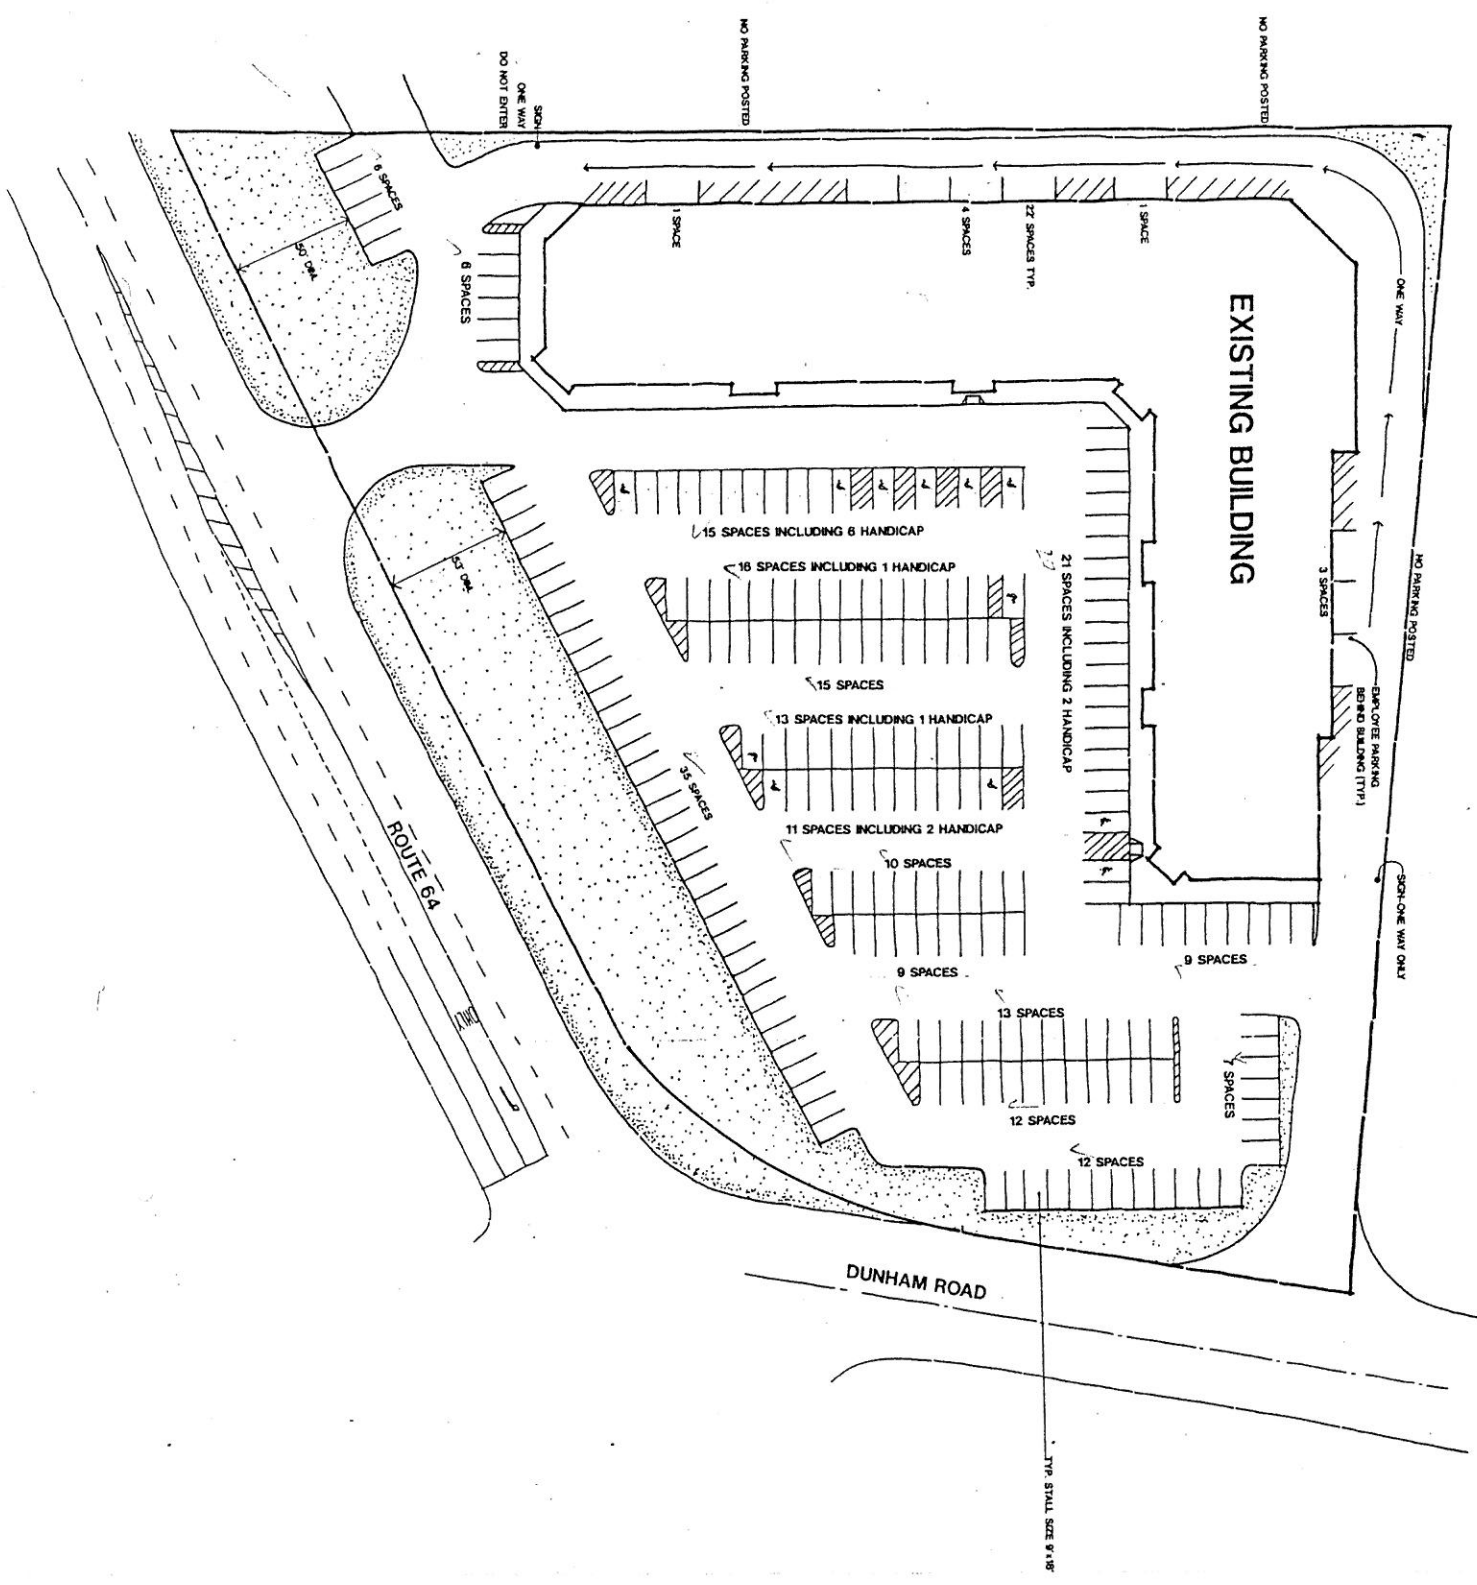 NO PARKING POSTED
NO PARKING POSTED
SIGN
ONE WAY
DO NOT ENTER
6 SPACES
50' DIM.
6 SPACES
1 SPACE
4 SPACES
22' SPACES TYP.
1 SPACE
ONE WAY
EXISTING BUILDING
NO PARKING POSTED
3 SPACES
EMPLOYEE PARKING
BEHIND BUILDING (TYP.)
SIGN-ONE WAY ONLY
15 SPACES INCLUDING 6 HANDICAP
16 SPACES INCLUDING 1 HANDICAP
21 SPACES INCLUDING 2 HANDICAP
53' DIM.
15 SPACES
13 SPACES INCLUDING 1 HANDICAP
35 SPACES
11 SPACES INCLUDING 2 HANDICAP
10 SPACES
9 SPACES
9 SPACES
13 SPACES
7 SPACES
12 SPACES
12 SPACES
ROUTE 64
ONLY
DUNHAM ROAD
TYP. STALL SIZE 9'x18'